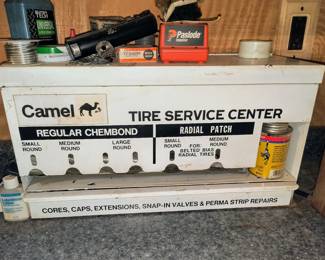 Paslode
Camel
TIRE SERVICE CENTER
REGULAR CHEMBOND
RADIAL PATCH
SMALL ROUND
MEDIUM ROUND
LARGE ROUND
SMALL ROUND
MEDIUM ROUND
FOR:
BELTED BIAS
RADIAL TIRES
CORES, CAPS, EXTENSIONS, SNAP-IN VALVES & PERMA STRIP REPAIRS